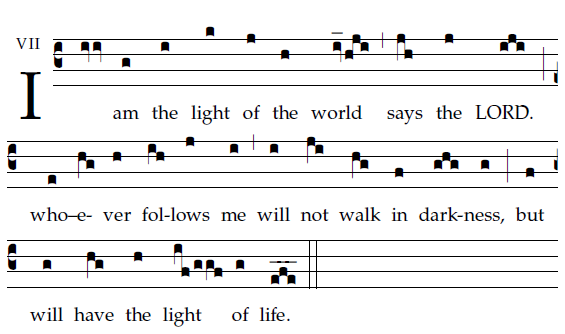 VII
I am the light of the world says the LORD.
who–e- ver fol-lows me will not walk in dark-ness, but
will have the light of life.